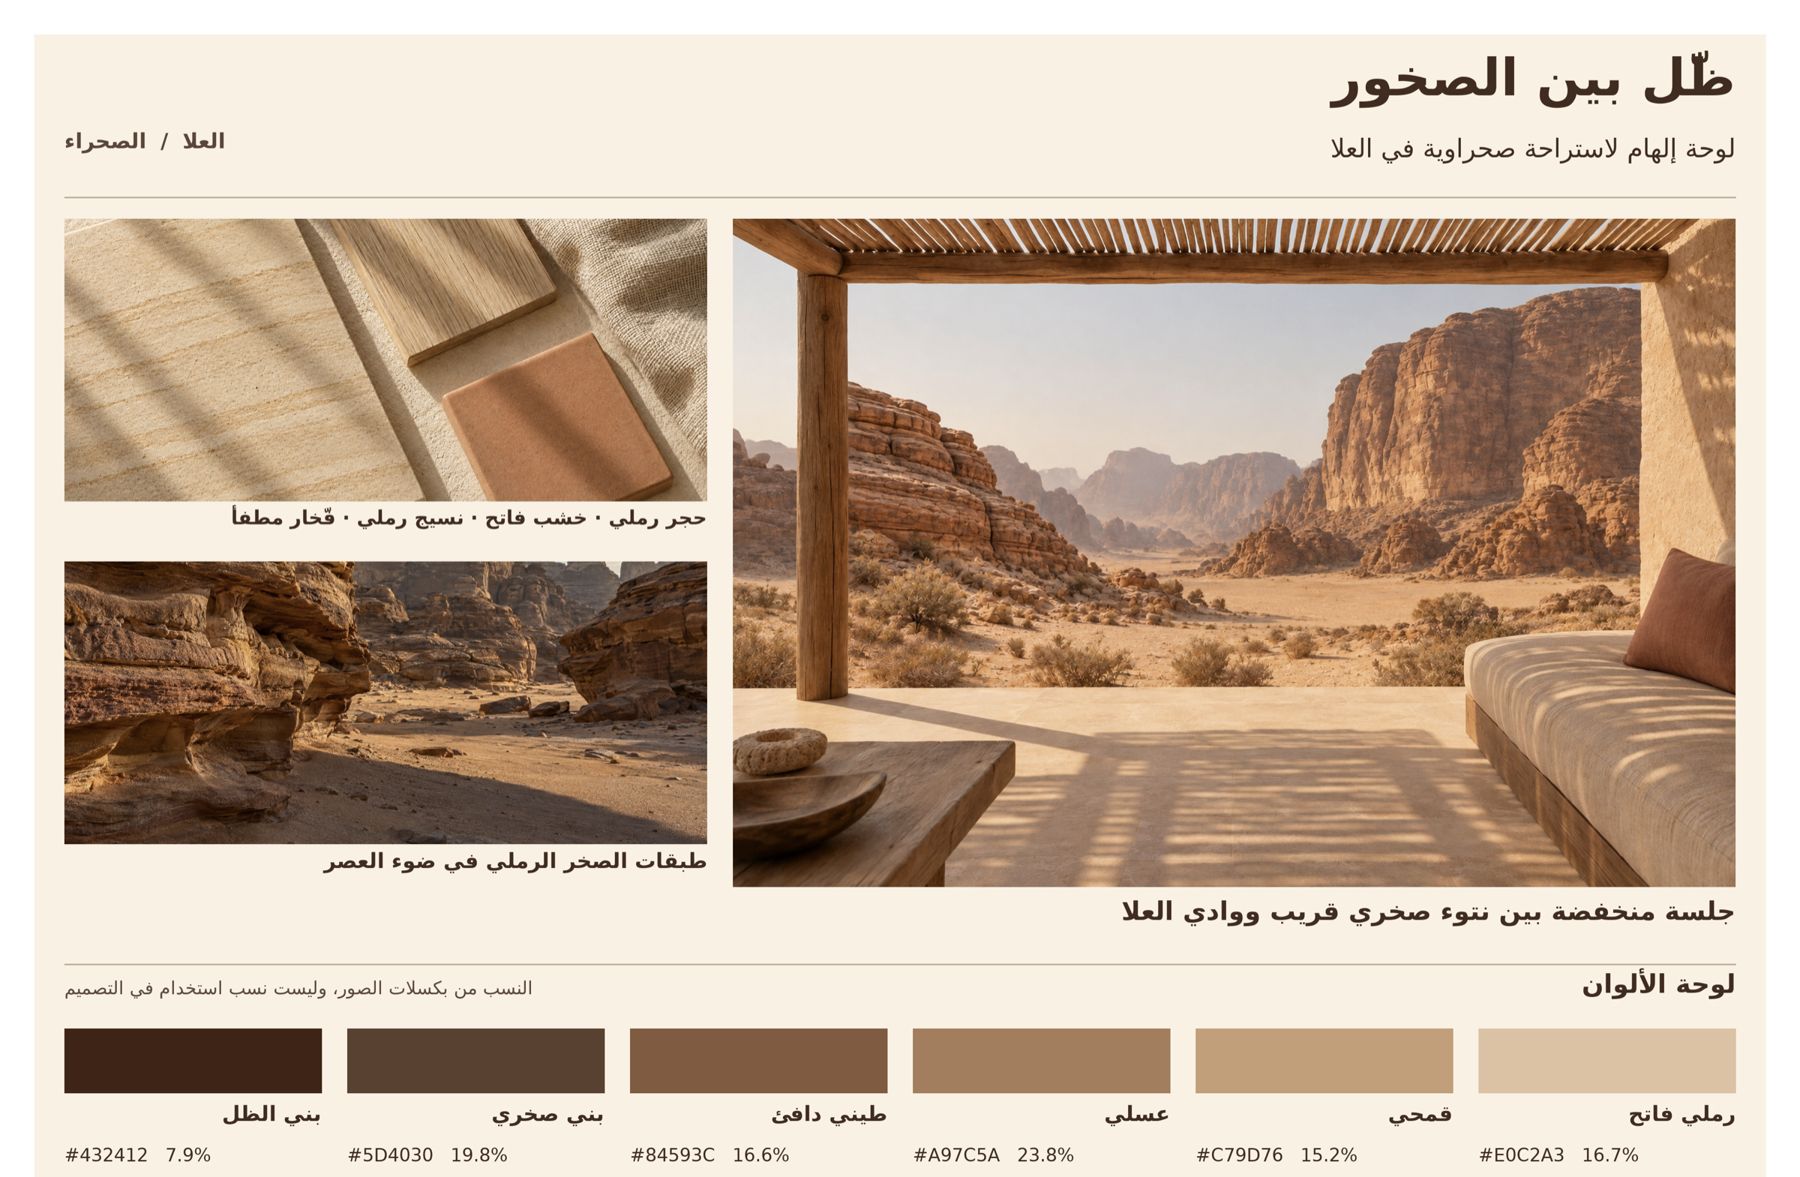 ظّل بين الصخور
لوحة إلهام لاستراحة صحراوية في العلا
العلا / الصحراء
جلسة منخفضة بين نتوء صخري قريب ووادي العلا
حجر رملي · خشب فاتح · نسيج رملي · فّخار مطفأ
طبقات الصخر الرملي في ضوء العصر
لوحة الألوان
النسب من بكسلات الصور، وليست نسب استخدام في التصميم
رملي فاتح
#E0C2A3 16.7%
قمحي
#C79D76 15.2%
عسلي
#A97C5A 23.8%
طيني دافئ
#84593C 16.6%
بني صخري
#5D4030 19.8%
بني الظل
#432412 7.9%